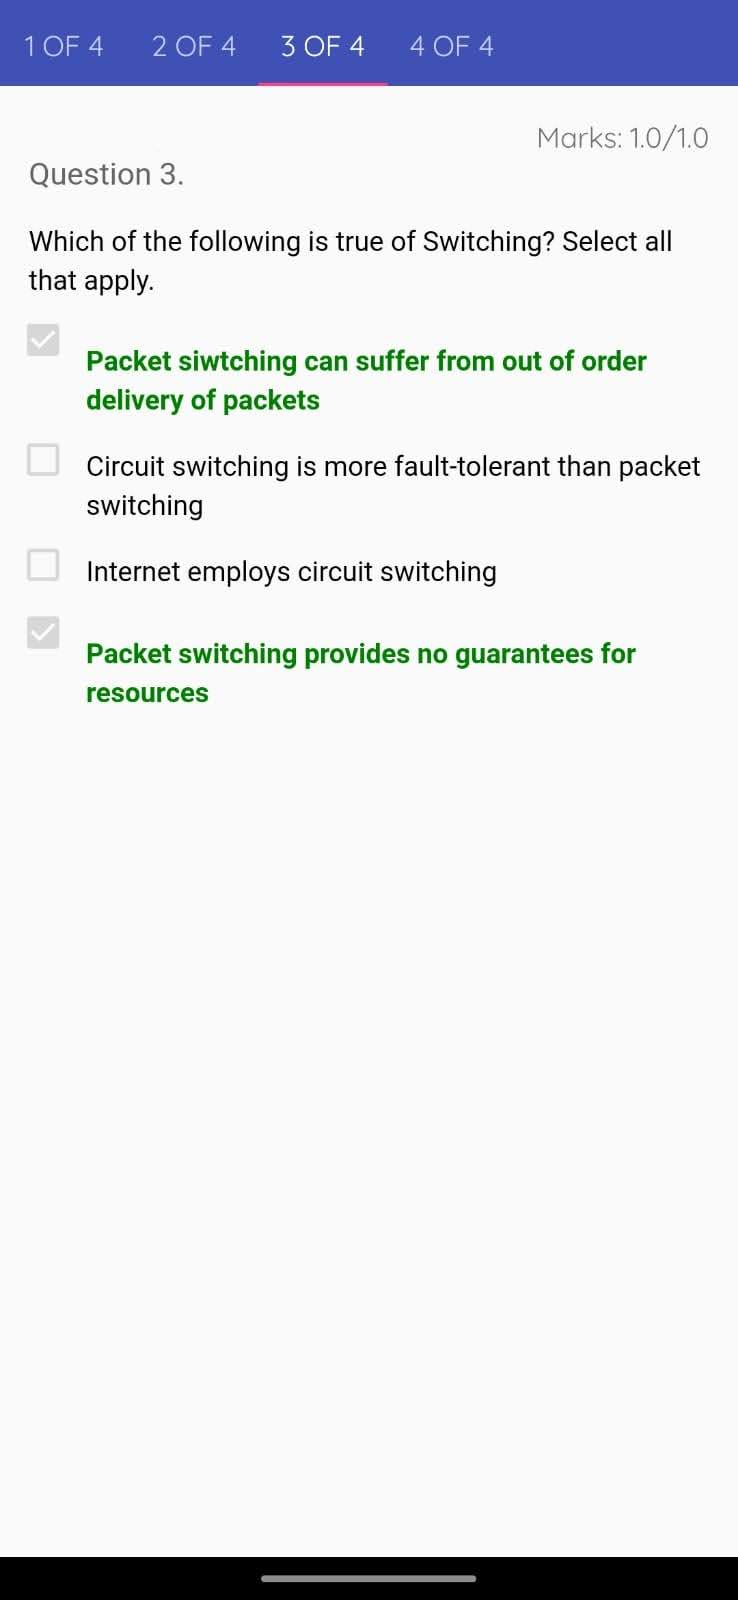 1 OF 4 2 OF 4 3 OF 4 4 OF 4
Marks: 1.0/1.0
Question 3.
Which of the following is true of Switching? Select all
that apply.
Packet siwtching can suffer from out of order
delivery of packets
Circuit switching is more fault-tolerant than packet
switching
Internet employs circuit switching
Packet switching provides no guarantees for
resources